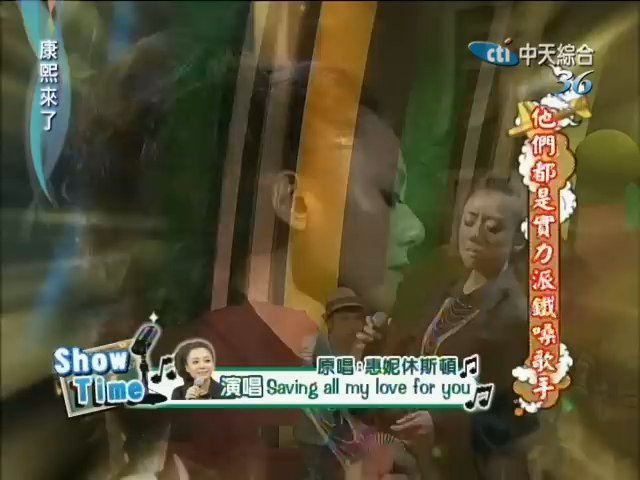 康熙來了
cti 中天綜合
36
他們都是實力派鐵嗓歌手
Show Time
原唱:惠妮休斯頓
演唱 Saving all my love for you